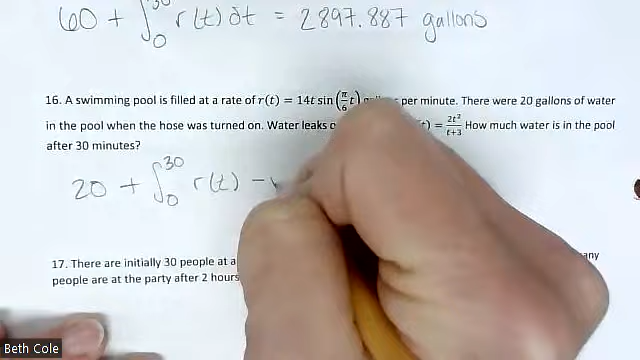 60 + ∫₀³⁰ r(t) dt = 2897.887 gallons
16. A swimming pool is filled at a rate of r(t) = 14t sin(π/6 t) per minute. There were 20 gallons of water
in the pool when the hose was turned on. Water leaks t) = 2t²/t+3 How much water is in the pool
after 30 minutes?
20 + ∫₀³⁰ r(t) −
17. There are initially 30 people at a any
people are at the party after 2 hours
Beth Cole